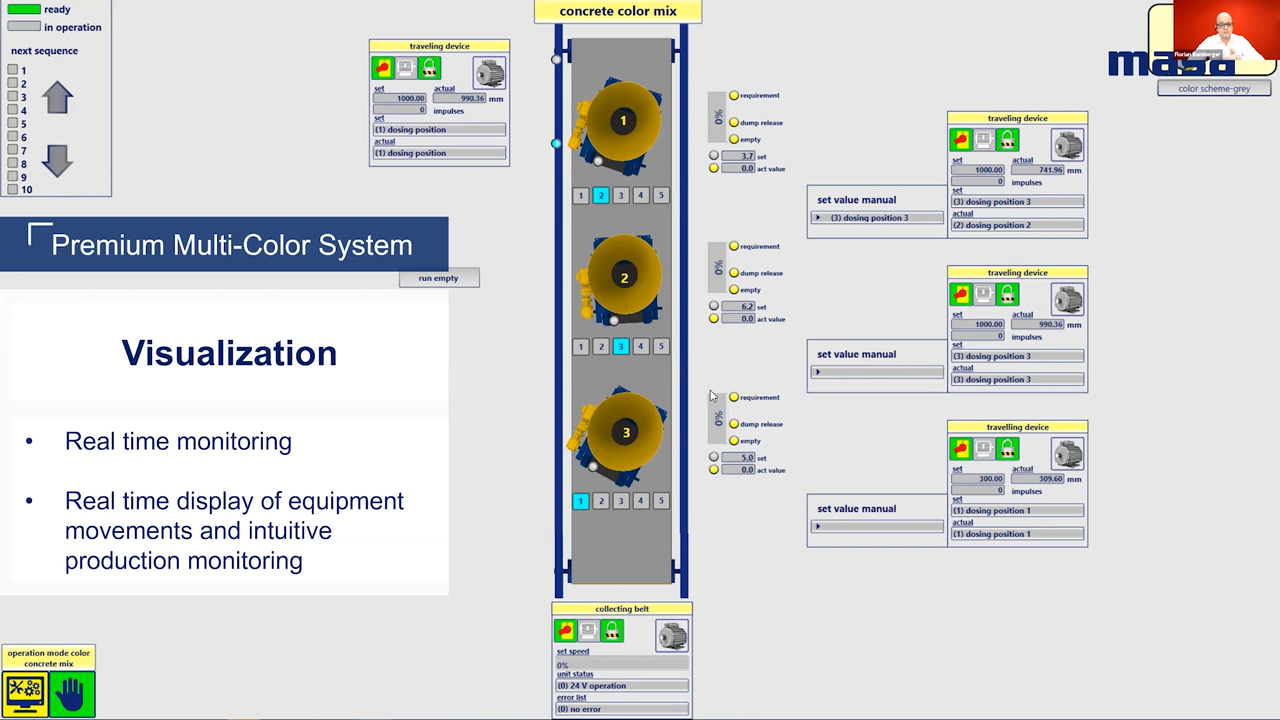 ready
in operation
next sequence
1
2
3
4
5
6
7
8
9
10
traveling device
set actual
1000.00 990.36 mm
0 impulses
set
(1) dosing position
actual
(1) dosing position
concrete color mix
1
1 2 3 4 5
2
1 2 3 4 5
3
1 2 3 4 5
0%
requirement
dump release
empty
3.7 set
0.0 act value
0%
requirement
dump release
empty
6.2 set
0.0 act value
0%
requirement
dump release
empty
5.0 set
0.0 act value
masa
Florian Bamberger
color scheme-grey
set value manual
(3) dosing position 3
traveling device
set actual
1000.00 741.96 mm
0 impulses
set
(3) dosing position 3
actual
(2) dosing position 2
set value manual
traveling device
set actual
1000.00 990.36 mm
0 impulses
set
(3) dosing position 3
actual
(3) dosing position 3
set value manual
travelling device
set actual
300.00 309.60 mm
0 impulses
set
(1) dosing position 1
actual
(1) dosing position 1
Premium Multi-Color System
run empty
Visualization
• Real time monitoring
• Real time display of equipment
movements and intuitive
production monitoring
collecting belt
set speed
0%
unit status
(0) 24 V operation
error list
(0) no error
operation mode color
concrete mix